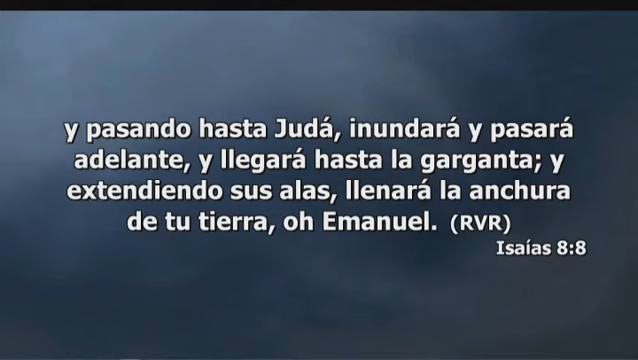 y pasando hasta Judá, inundará y pasará
adelante, y llegará hasta la garganta; y
extendiendo sus alas, llenará la anchura
de tu tierra, oh Emanuel. (RVR)
Isaías 8:8